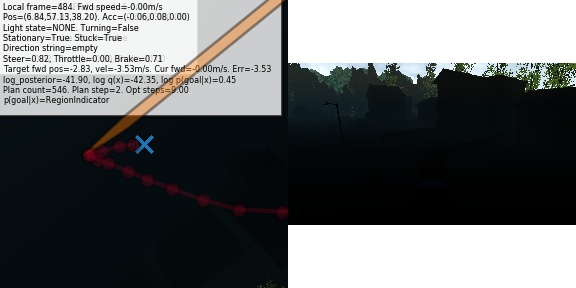 Local frame=484. Fwd speed=-0.00m/s
Pos=(6.84,57.13,38.20). Acc=(-0.06,0.08,0.00)
Light state=NONE. Turning=False
Stationary=True. Stuck=True
Direction string=empty
Steer=0.82, Throttle=0.00, Brake=0.71
Target fwd pos=-2.83, vel=-3.53m/s. Cur fwd=-0.00m/s. Err=-3.53
log_posterior=-41.90, log q(x)=-42.35, log p(goal|x)=0.45
Plan count=546. Plan step=2. Opt steps=9.00
p(goal|x)=RegionIndicator